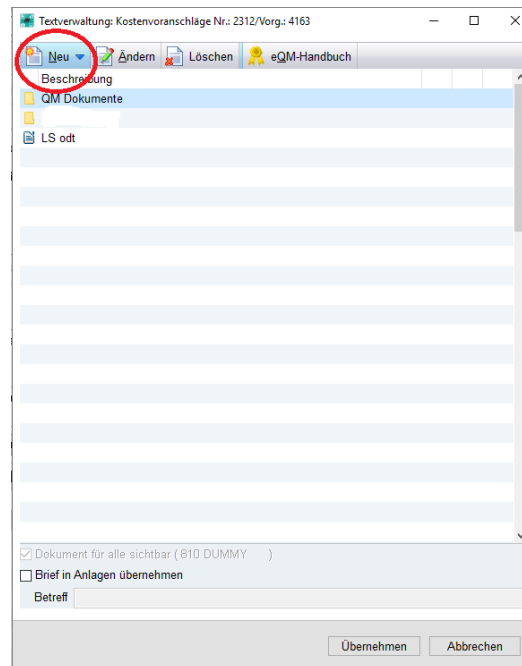 Textverwaltung: Kostenvoranschläge Nr.: 2312/Vorg.: 4163
Neu Ändern Löschen eQM-Handbuch
Beschreibung
QM Dokumente
LS odt
Dokument für alle sichtbar ( 810 DUMMY )
Brief in Anlagen übernehmen
Betreff
Übernehmen Abbrechen